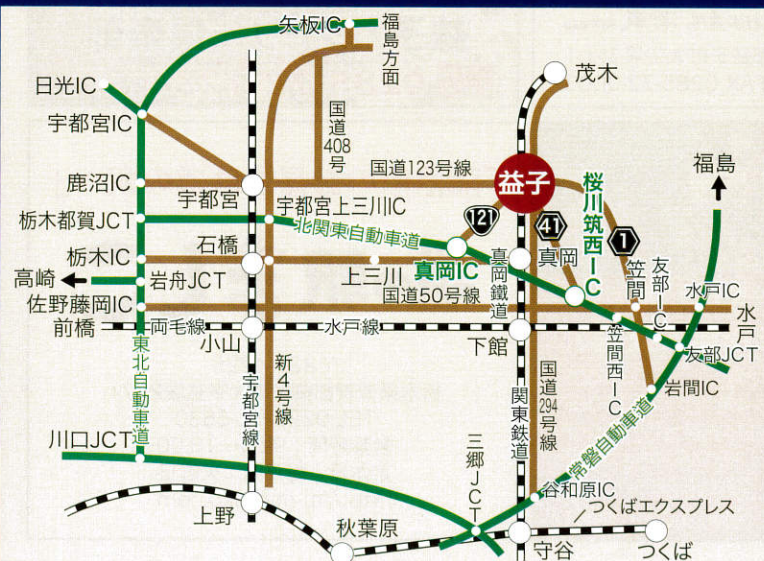 矢板IC
福島方面
日光IC
宇都宮IC
国道408号
茂木
鹿沼IC
宇都宮
国道123号線
益子
福島
桜川筑西IC
栃木都賀JCT
宇都宮上三川IC
北関東自動車道
121
41
1
栃木IC
石橋
上三川
真岡IC
真岡鐵道
真岡
高崎
岩舟JCT
国道50号線
笠間
友部IC
水戸IC
佐野藤岡IC
前橋
両毛線
小山
水戸線
下館
笠間西IC
友部JCT
水戸
東北自動車道
宇都宮線
新4号線
関東鉄道
国道294号線
岩間IC
常磐自動車道
川口JCT
三郷JCT
谷和原IC
上野
秋葉原
つくばエクスプレス
守谷
つくば